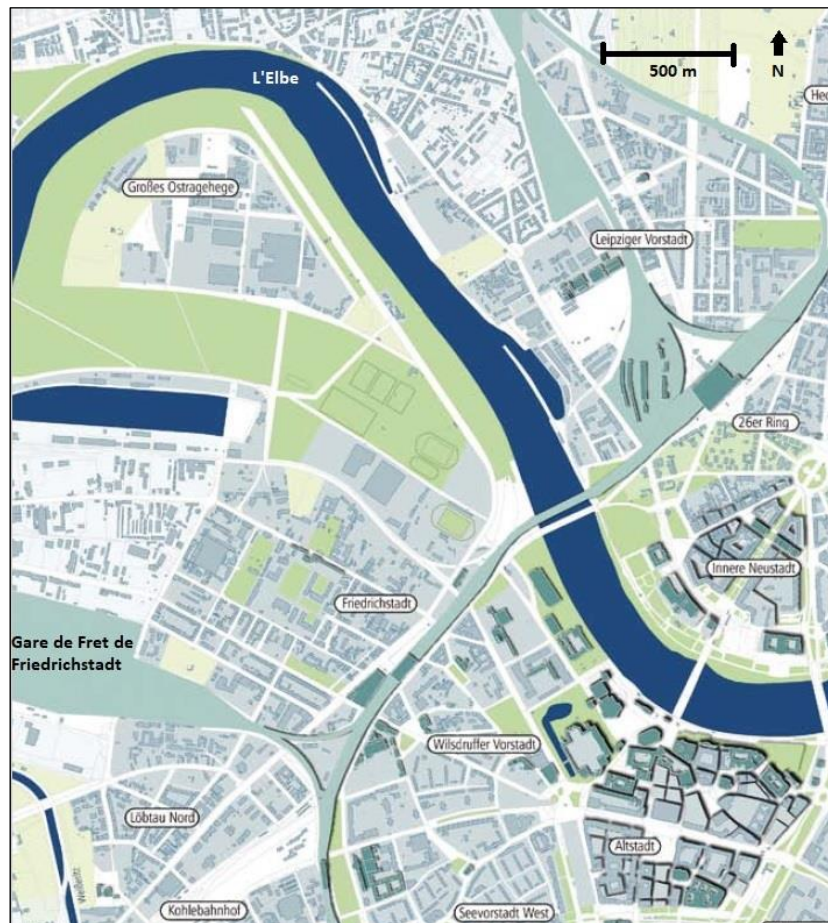 L'Elbe
500 m
N
Großes Ostragehege
Leipziger Vorstadt
26er Ring
Innere Neustadt
Friedrichstadt
Gare de Fret de
Friedrichstadt
Wilsdruffer Vorstadt
Löbtau Nord
Altstadt
Weißeritz
Kohlebahnhof
Seevorstadt West